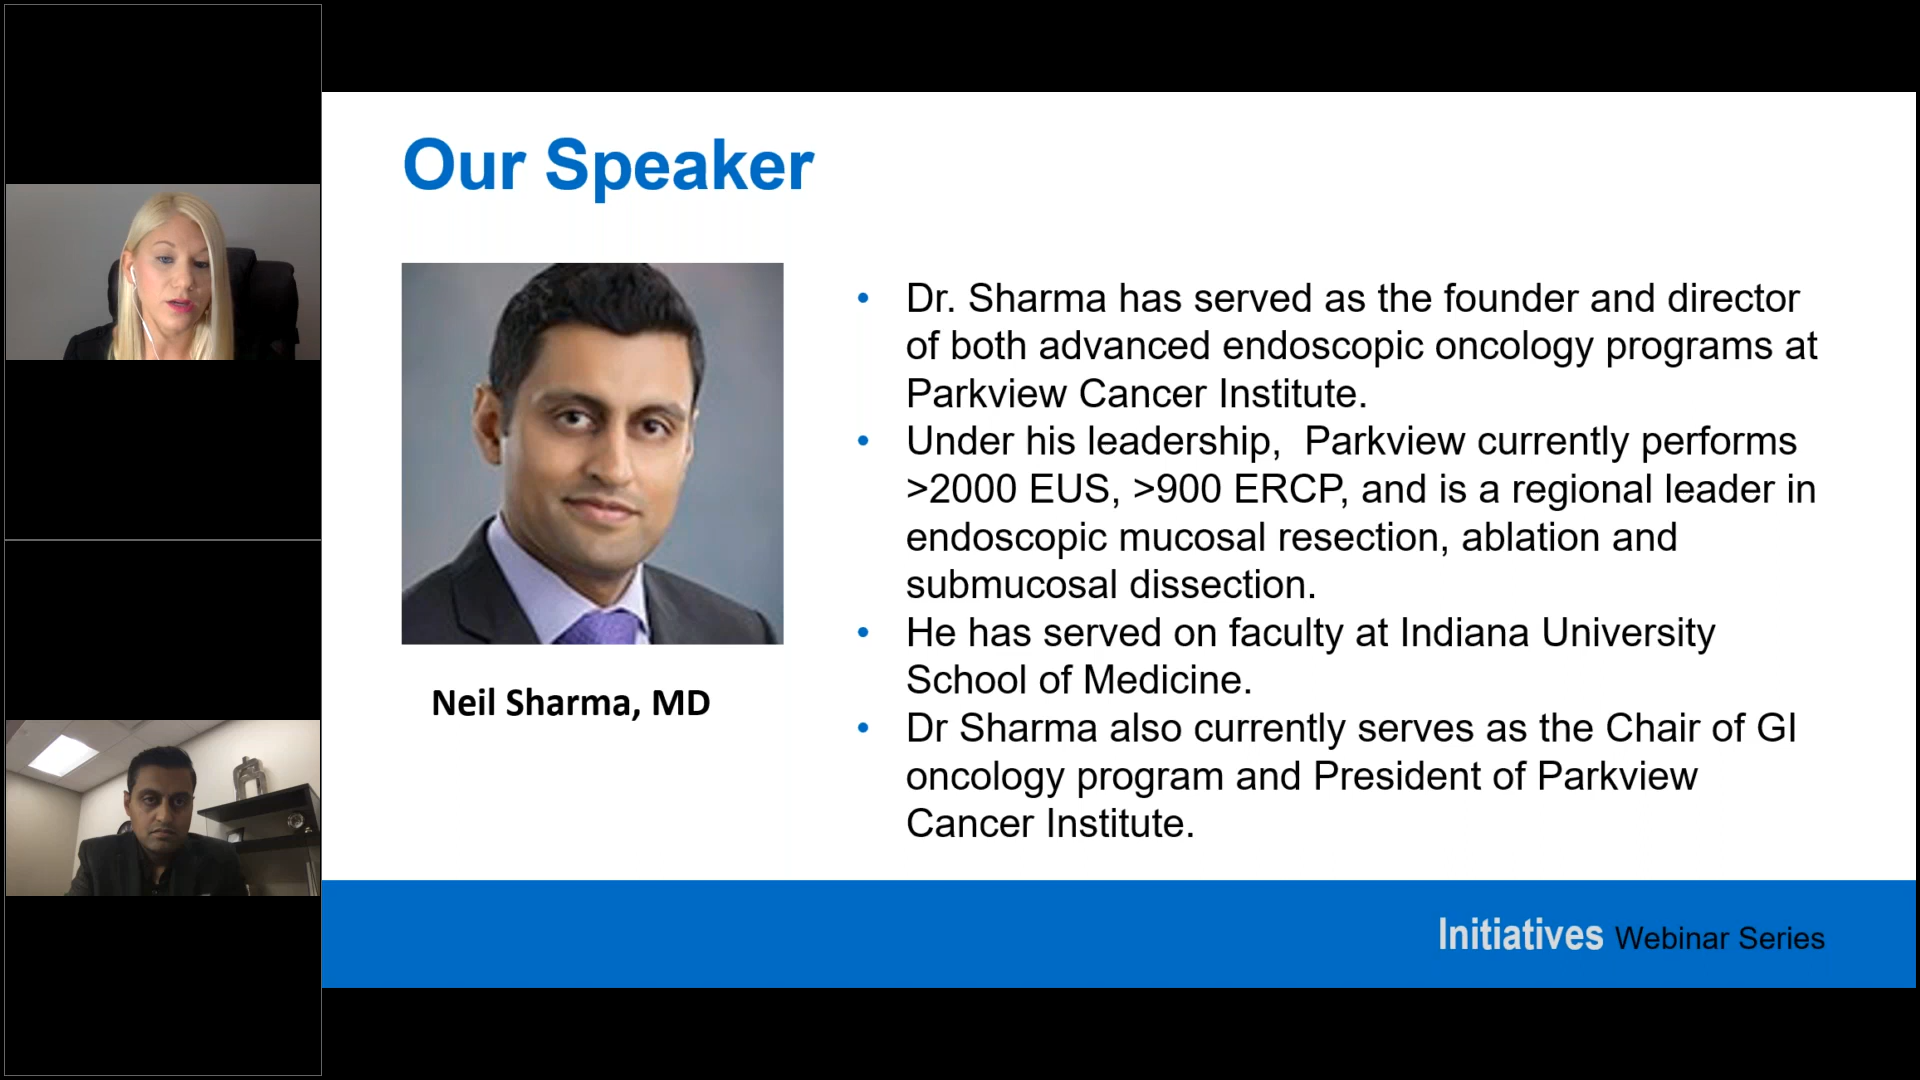 Our Speaker
• Dr. Sharma has served as the founder and director
of both advanced endoscopic oncology programs at
Parkview Cancer Institute.
• Under his leadership,  Parkview currently performs
>2000 EUS, >900 ERCP, and is a regional leader in
endoscopic mucosal resection, ablation and
submucosal dissection.
• He has served on faculty at Indiana University
School of Medicine.
• Dr Sharma also currently serves as the Chair of GI
oncology program and President of Parkview
Cancer Institute.
Neil Sharma, MD
Initiatives Webinar Series